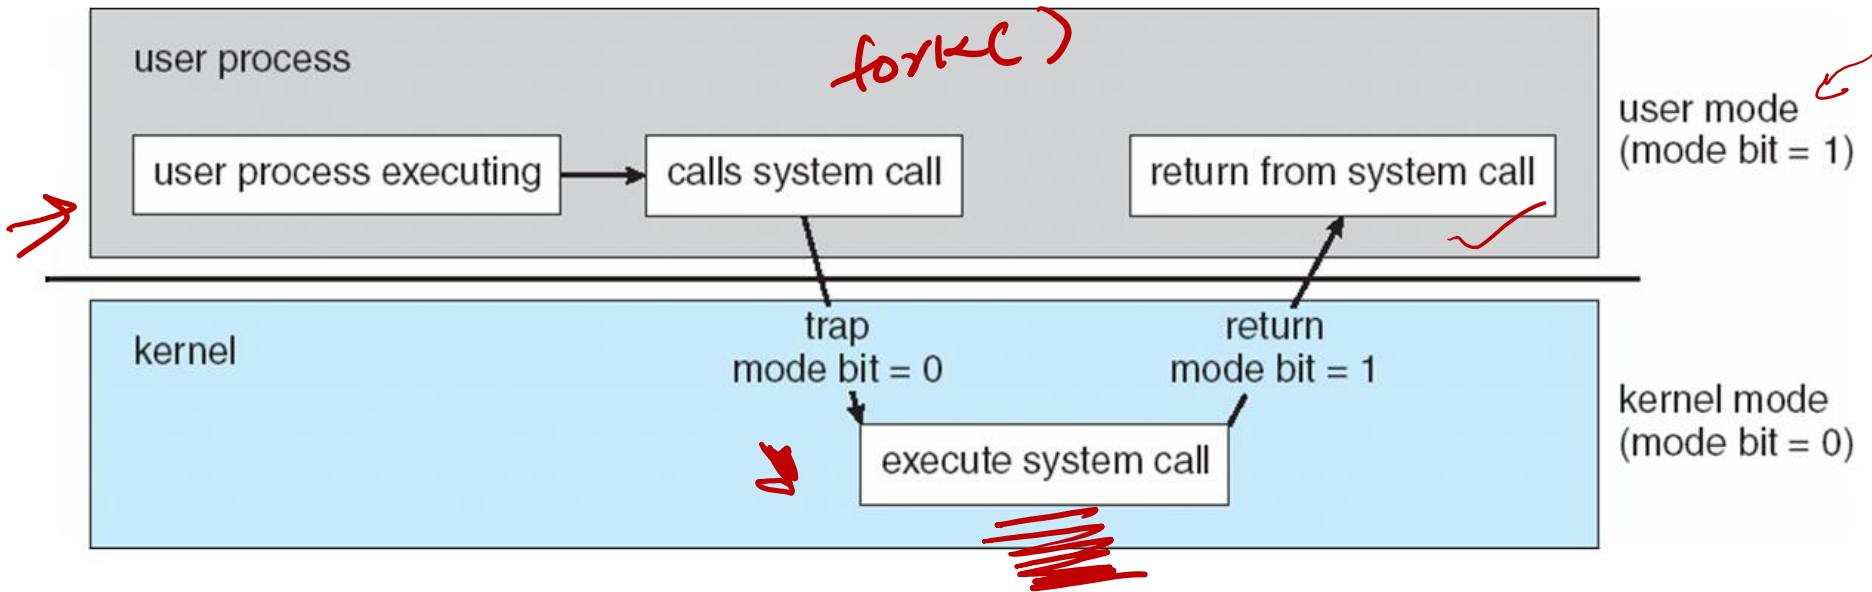 user process
fork()
user process executing
calls system call
return from system call
user mode
(mode bit = 1)
kernel
trap
mode bit = 0
return
mode bit = 1
execute system call
kernel mode
(mode bit = 0)